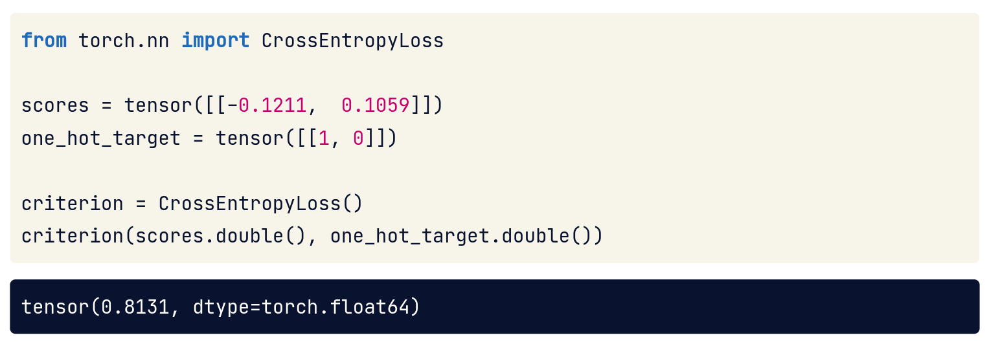 from torch.nn import CrossEntropyLoss
scores = tensor([[-0.1211,  0.1059]])
one_hot_target = tensor([[1, 0]])
criterion = CrossEntropyLoss()
criterion(scores.double(), one_hot_target.double())
tensor(0.8131, dtype=torch.float64)